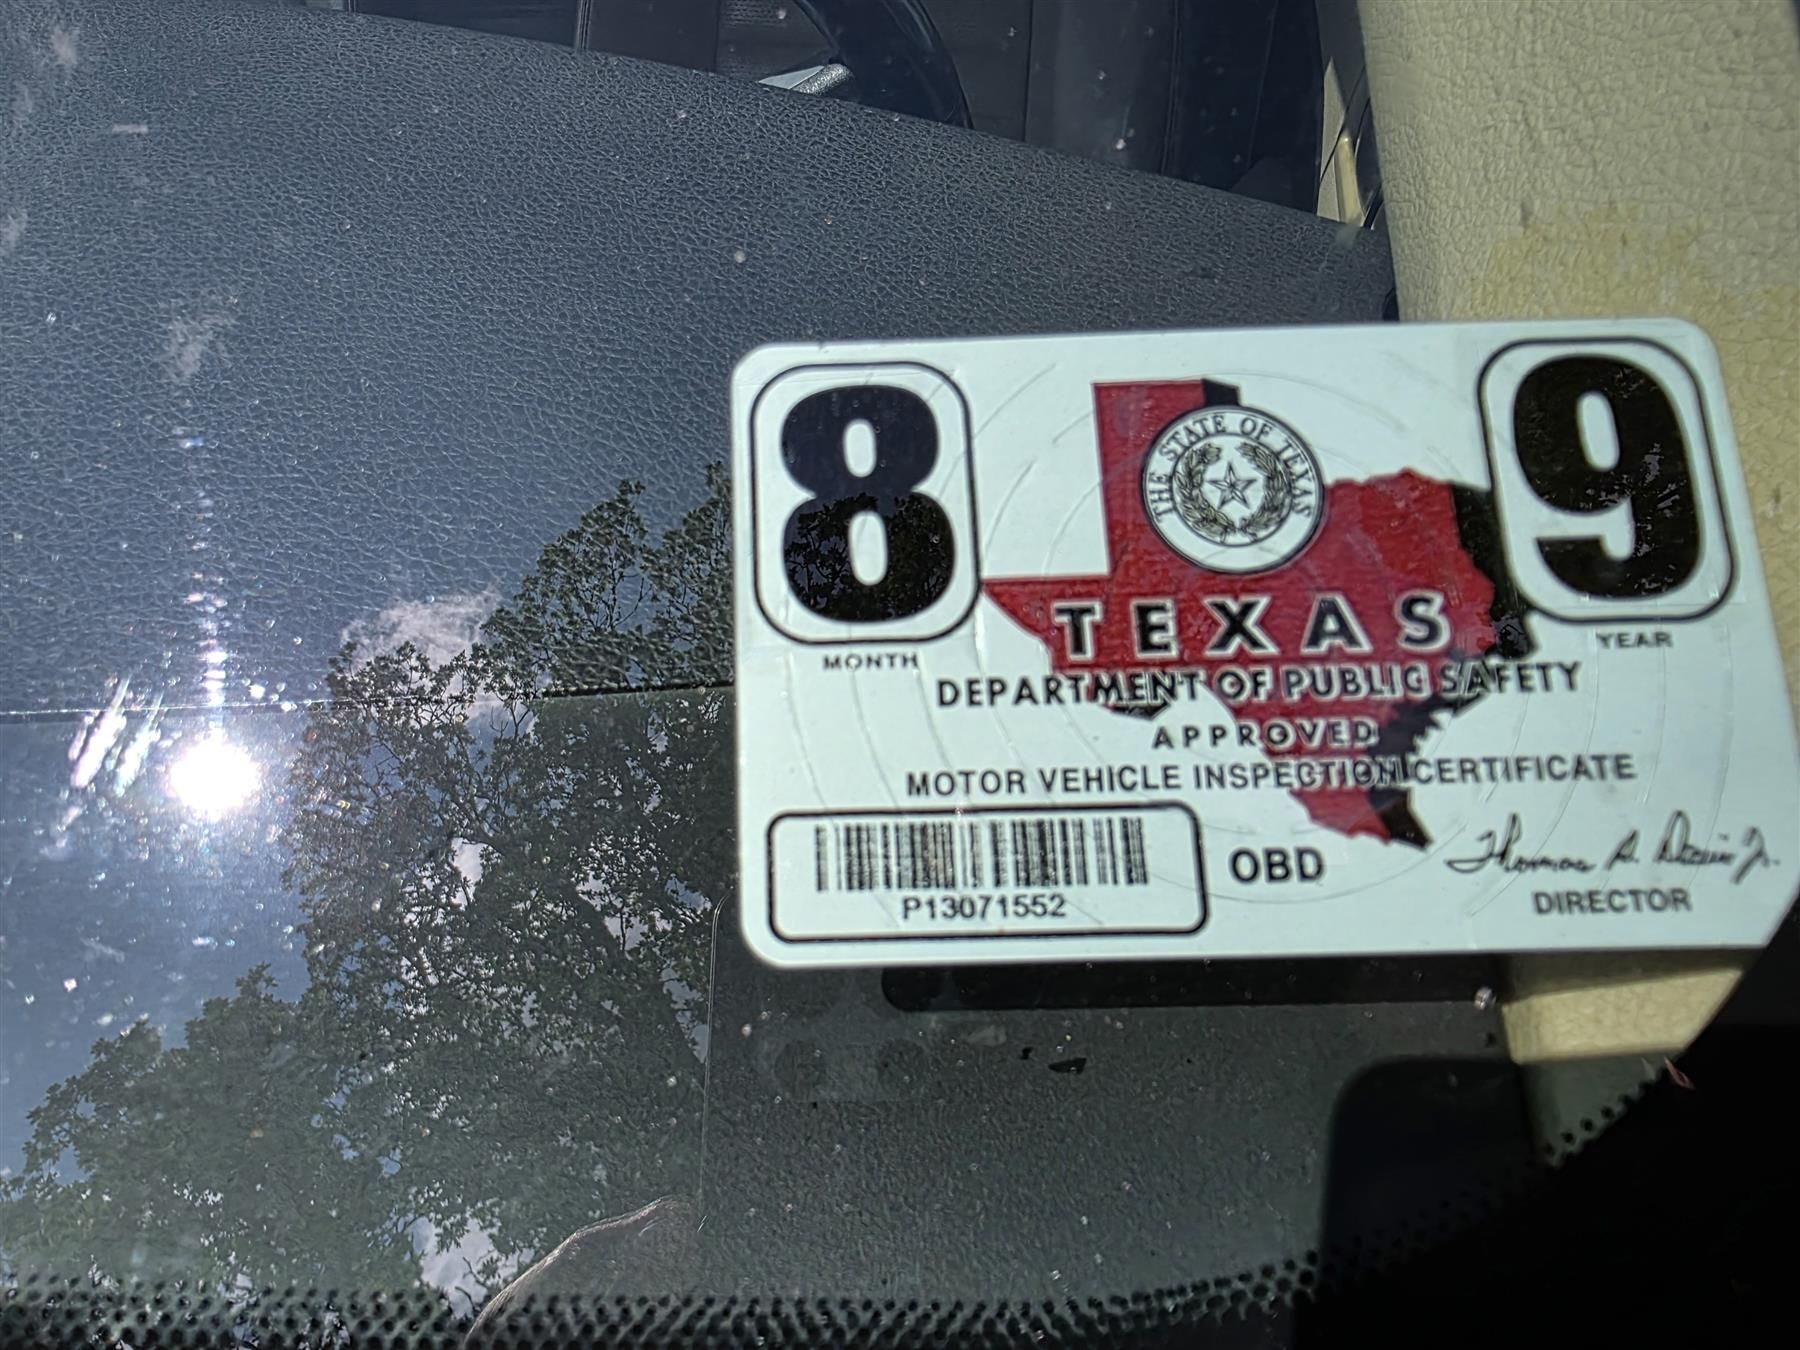 8
9
THE STATE OF TEXAS
TEXAS
MONTH
YEAR
DEPARTMENT OF PUBLIC SAFETY
APPROVED
MOTOR VEHICLE INSPECTION CERTIFICATE
P13071552
OBD
DIRECTOR